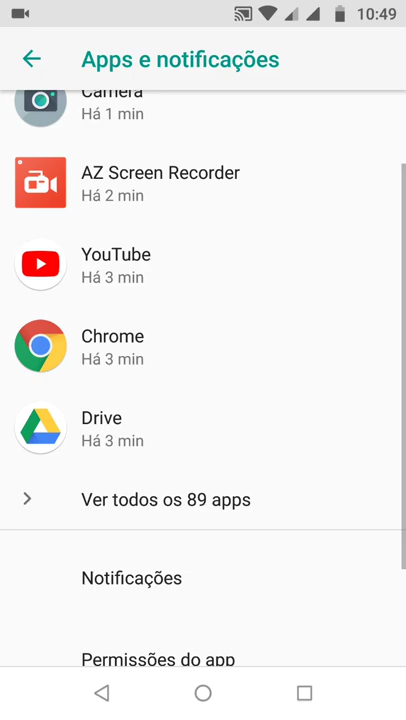 10:49
Apps e notificações
Camera
Há 1 min
AZ Screen Recorder
Há 2 min
YouTube
Há 3 min
Chrome
Há 3 min
Drive
Há 3 min
Ver todos os 89 apps
Notificações
Permissões do app